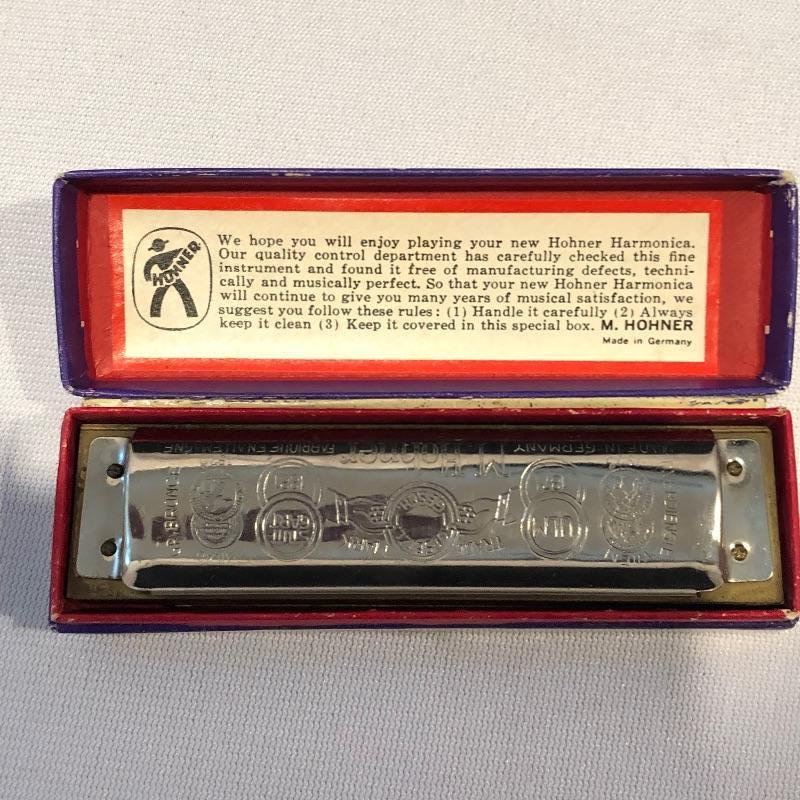 HOHNER
We hope you will enjoy playing your new Hohner Harmonica.
Our quality control department has carefully checked this fine
instrument and found it free of manufacturing defects, techni-
cally and musically perfect. So that your new Hohner Harmonica
will continue to give you many years of musical satisfaction, we
suggest you follow these rules: (1) Handle it carefully (2) Always
keep it clean (3) Keep it covered in this special box. M. HOHNER
Made in Germany
MADE IN GERMANY M. Hohner FABRIQUE EN ALLEMAGNE
ULM